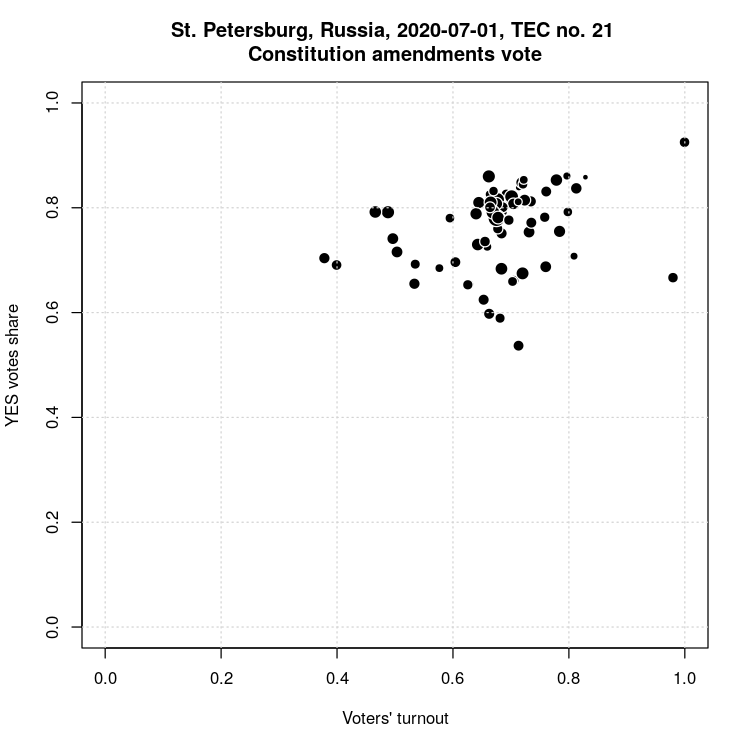 St. Petersburg, Russia, 2020-07-01, TEC no. 21
Constitution amendments vote
YES votes share
1.0
0.8
0.6
0.4
0.2
0.0
0.0 0.2 0.4 0.6 0.8 1.0
Voters' turnout